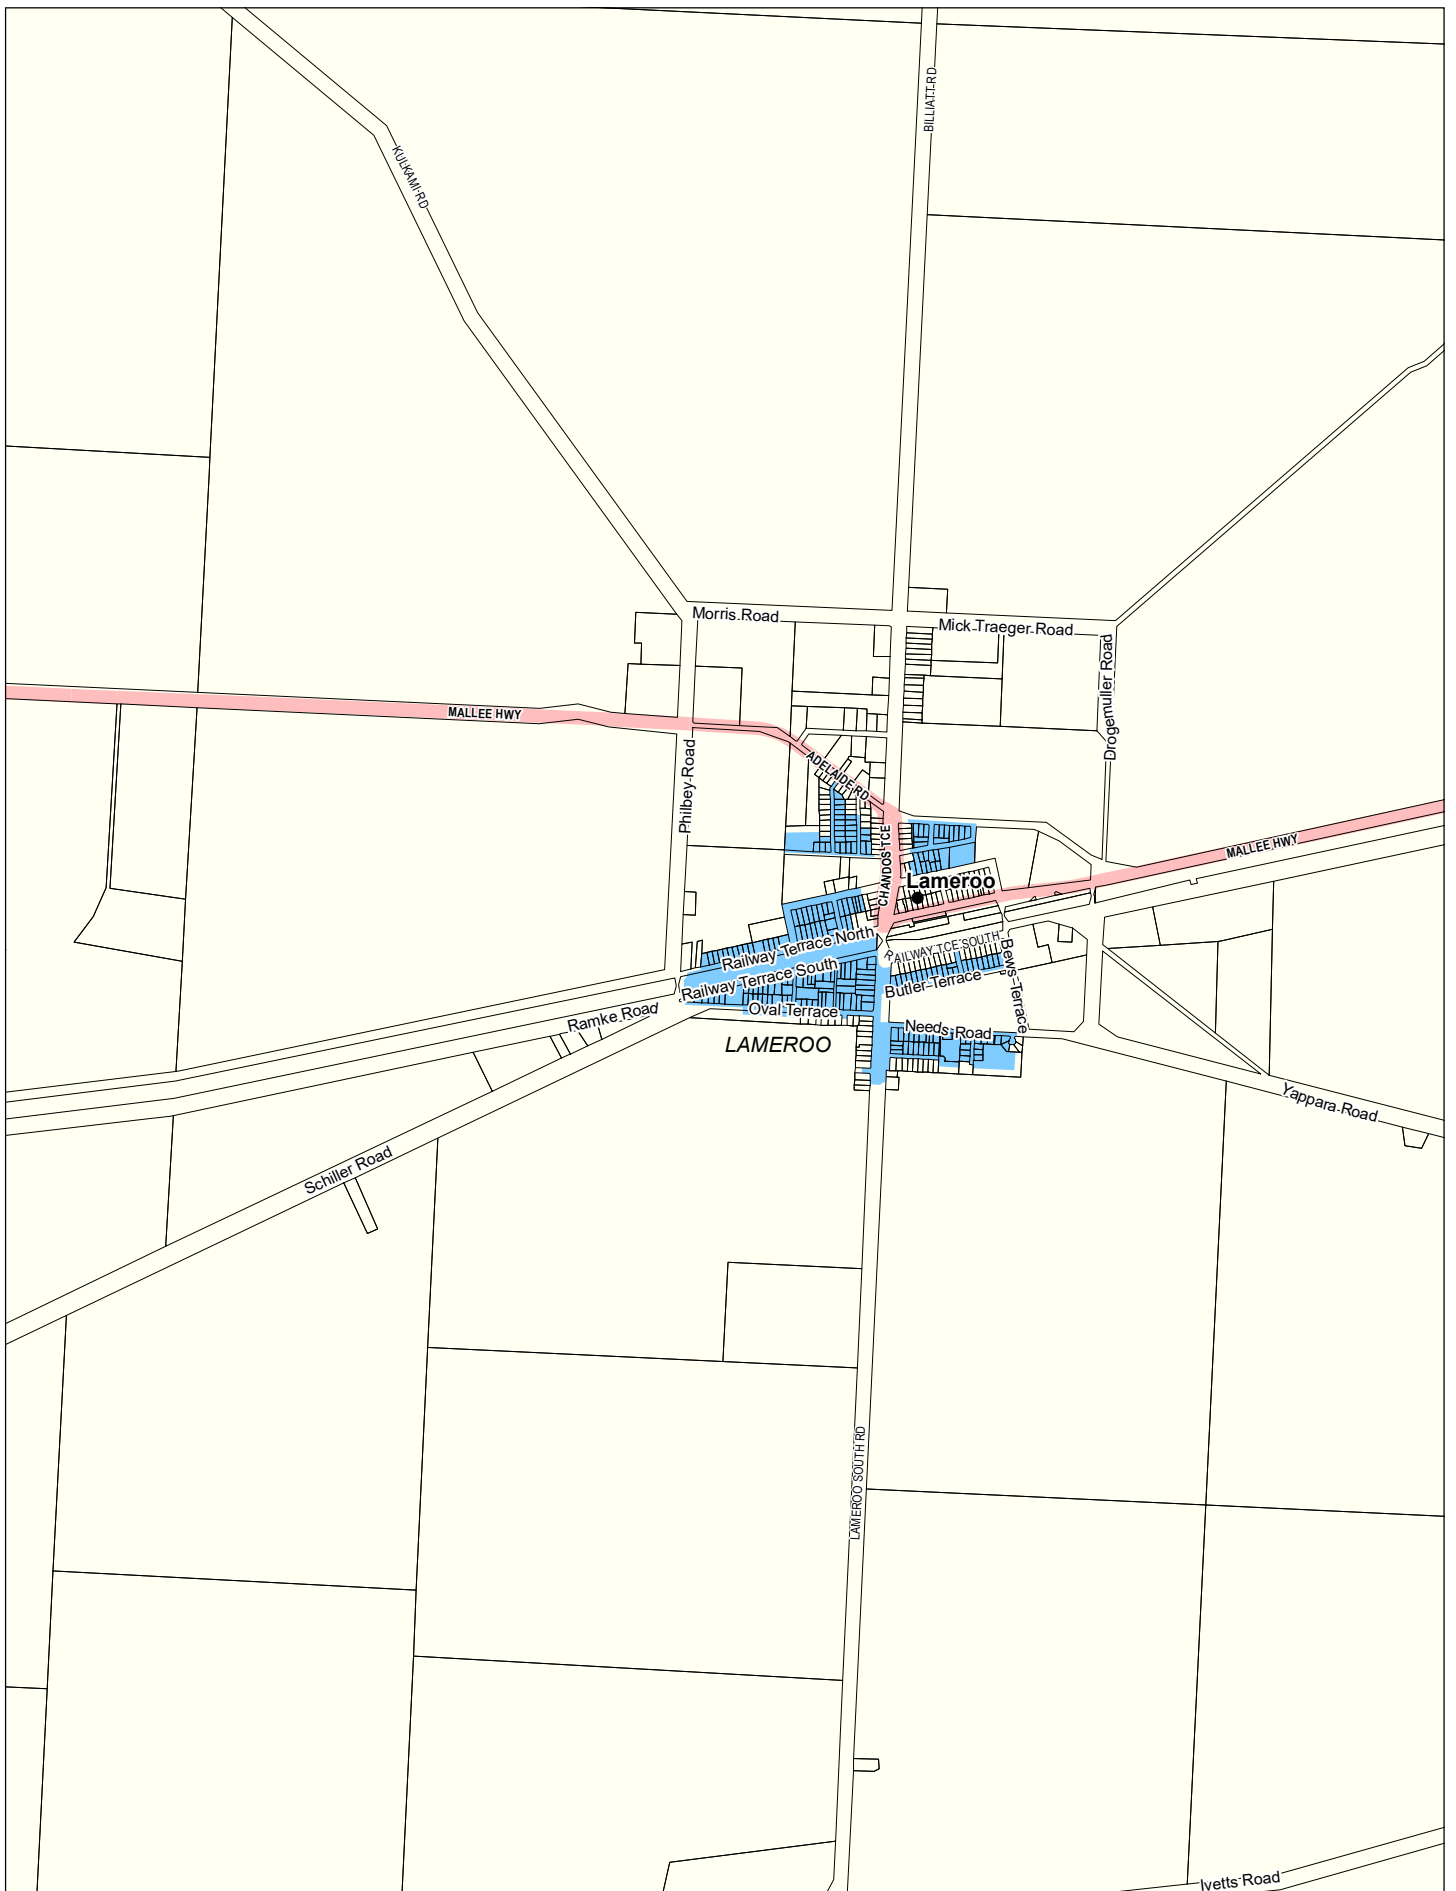 BILLIATT RD
KULKAMI RD
Morris Road
Mick Traeger Road
Drogemuller Road
MALLEE HWY
Philbey Road
ADELAIDE RD
CHANDOS TCE
MALLEE HWY
Lameroo
Railway Terrace North
RAILWAY TCE SOUTH
Bews Terrace
Railway Terrace South
Butler Terrace
Oval Terrace
Ramke Road
Needs Road
LAMEROO
Yappara Road
Schiller Road
LAMEROO SOUTH RD
Ivetts Road